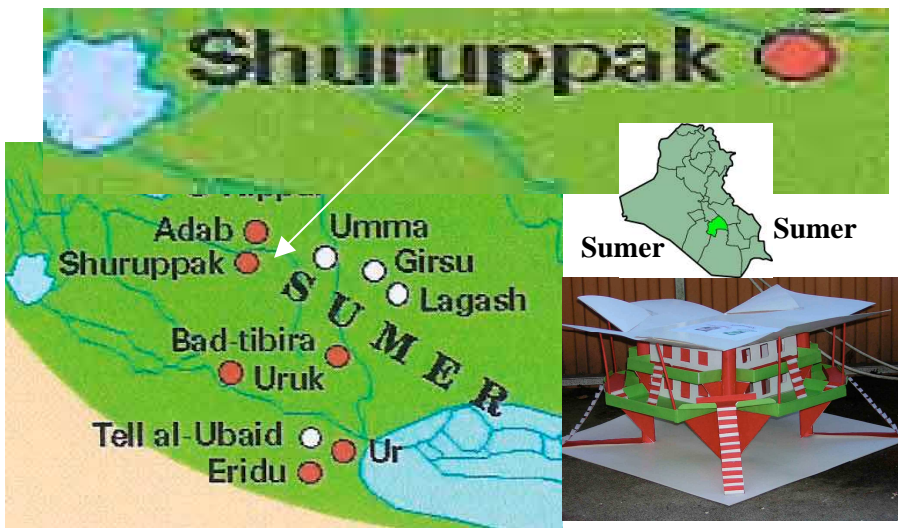 Shuruppak
Sumer
Sumer
Adab
Umma
Shuruppak
Girsu
Lagash
SUMER
Bad-tibira
Uruk
Tell al-Ubaid
Ur
Eridu